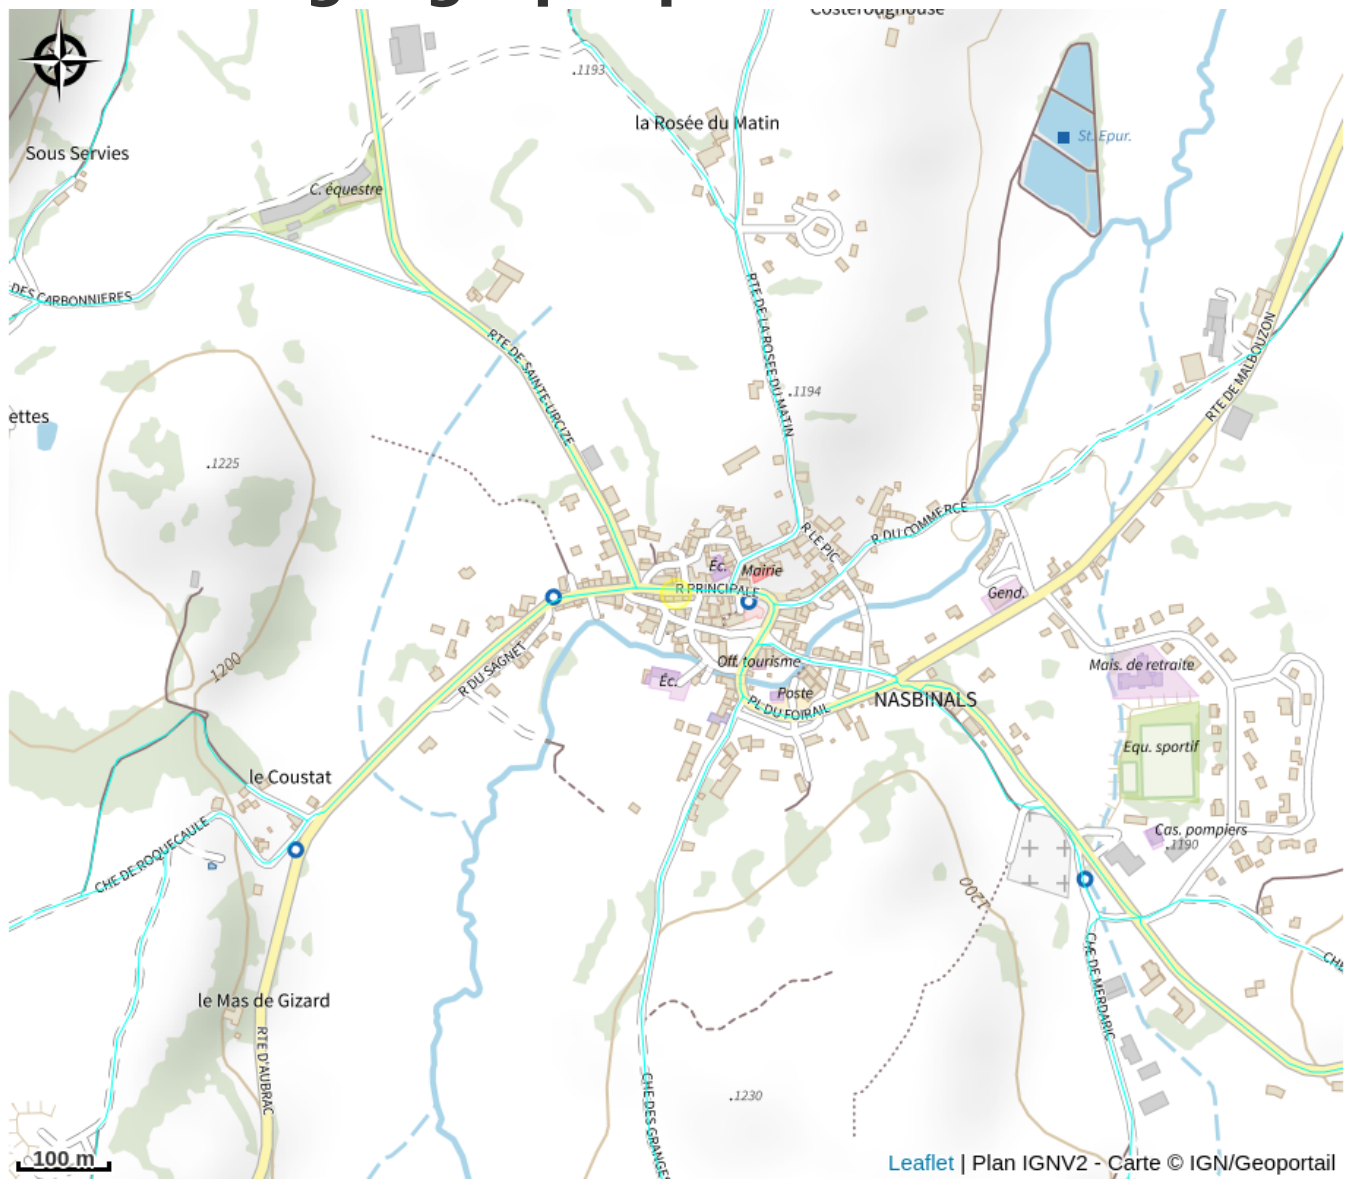 Costeroughouse
.1193
la Rosée du Matin
St. Epur.
Sous Servies
C. équestre
DES CARBONNIERES
RTE DE LA ROSEE DU MATIN
RTE DE SAINTE-URCIZE
RTE DE MALBOUZON
.1194
ettes
.1225
R LE PIC
R DU COMMERCE
Éc.
Mairie
R PRINCIPALE
Gend.
1200
R DU SAGNET
Off. tourisme
Mais. de retraite
Éc.
Poste
NASBINALS
PL DU FOIRAIL
Equ. sportif
le Coustat
CHE DE ROQUECAULE
Cas. pompiers
.1190
1200
CHE DE MERDARIC
CHE
le Mas de Gizard
RTE D'AUBRAC
CHE DES GRANGES
.1230
100 m
Leaflet | Plan IGNV2 - Carte © IGN/Geoportail